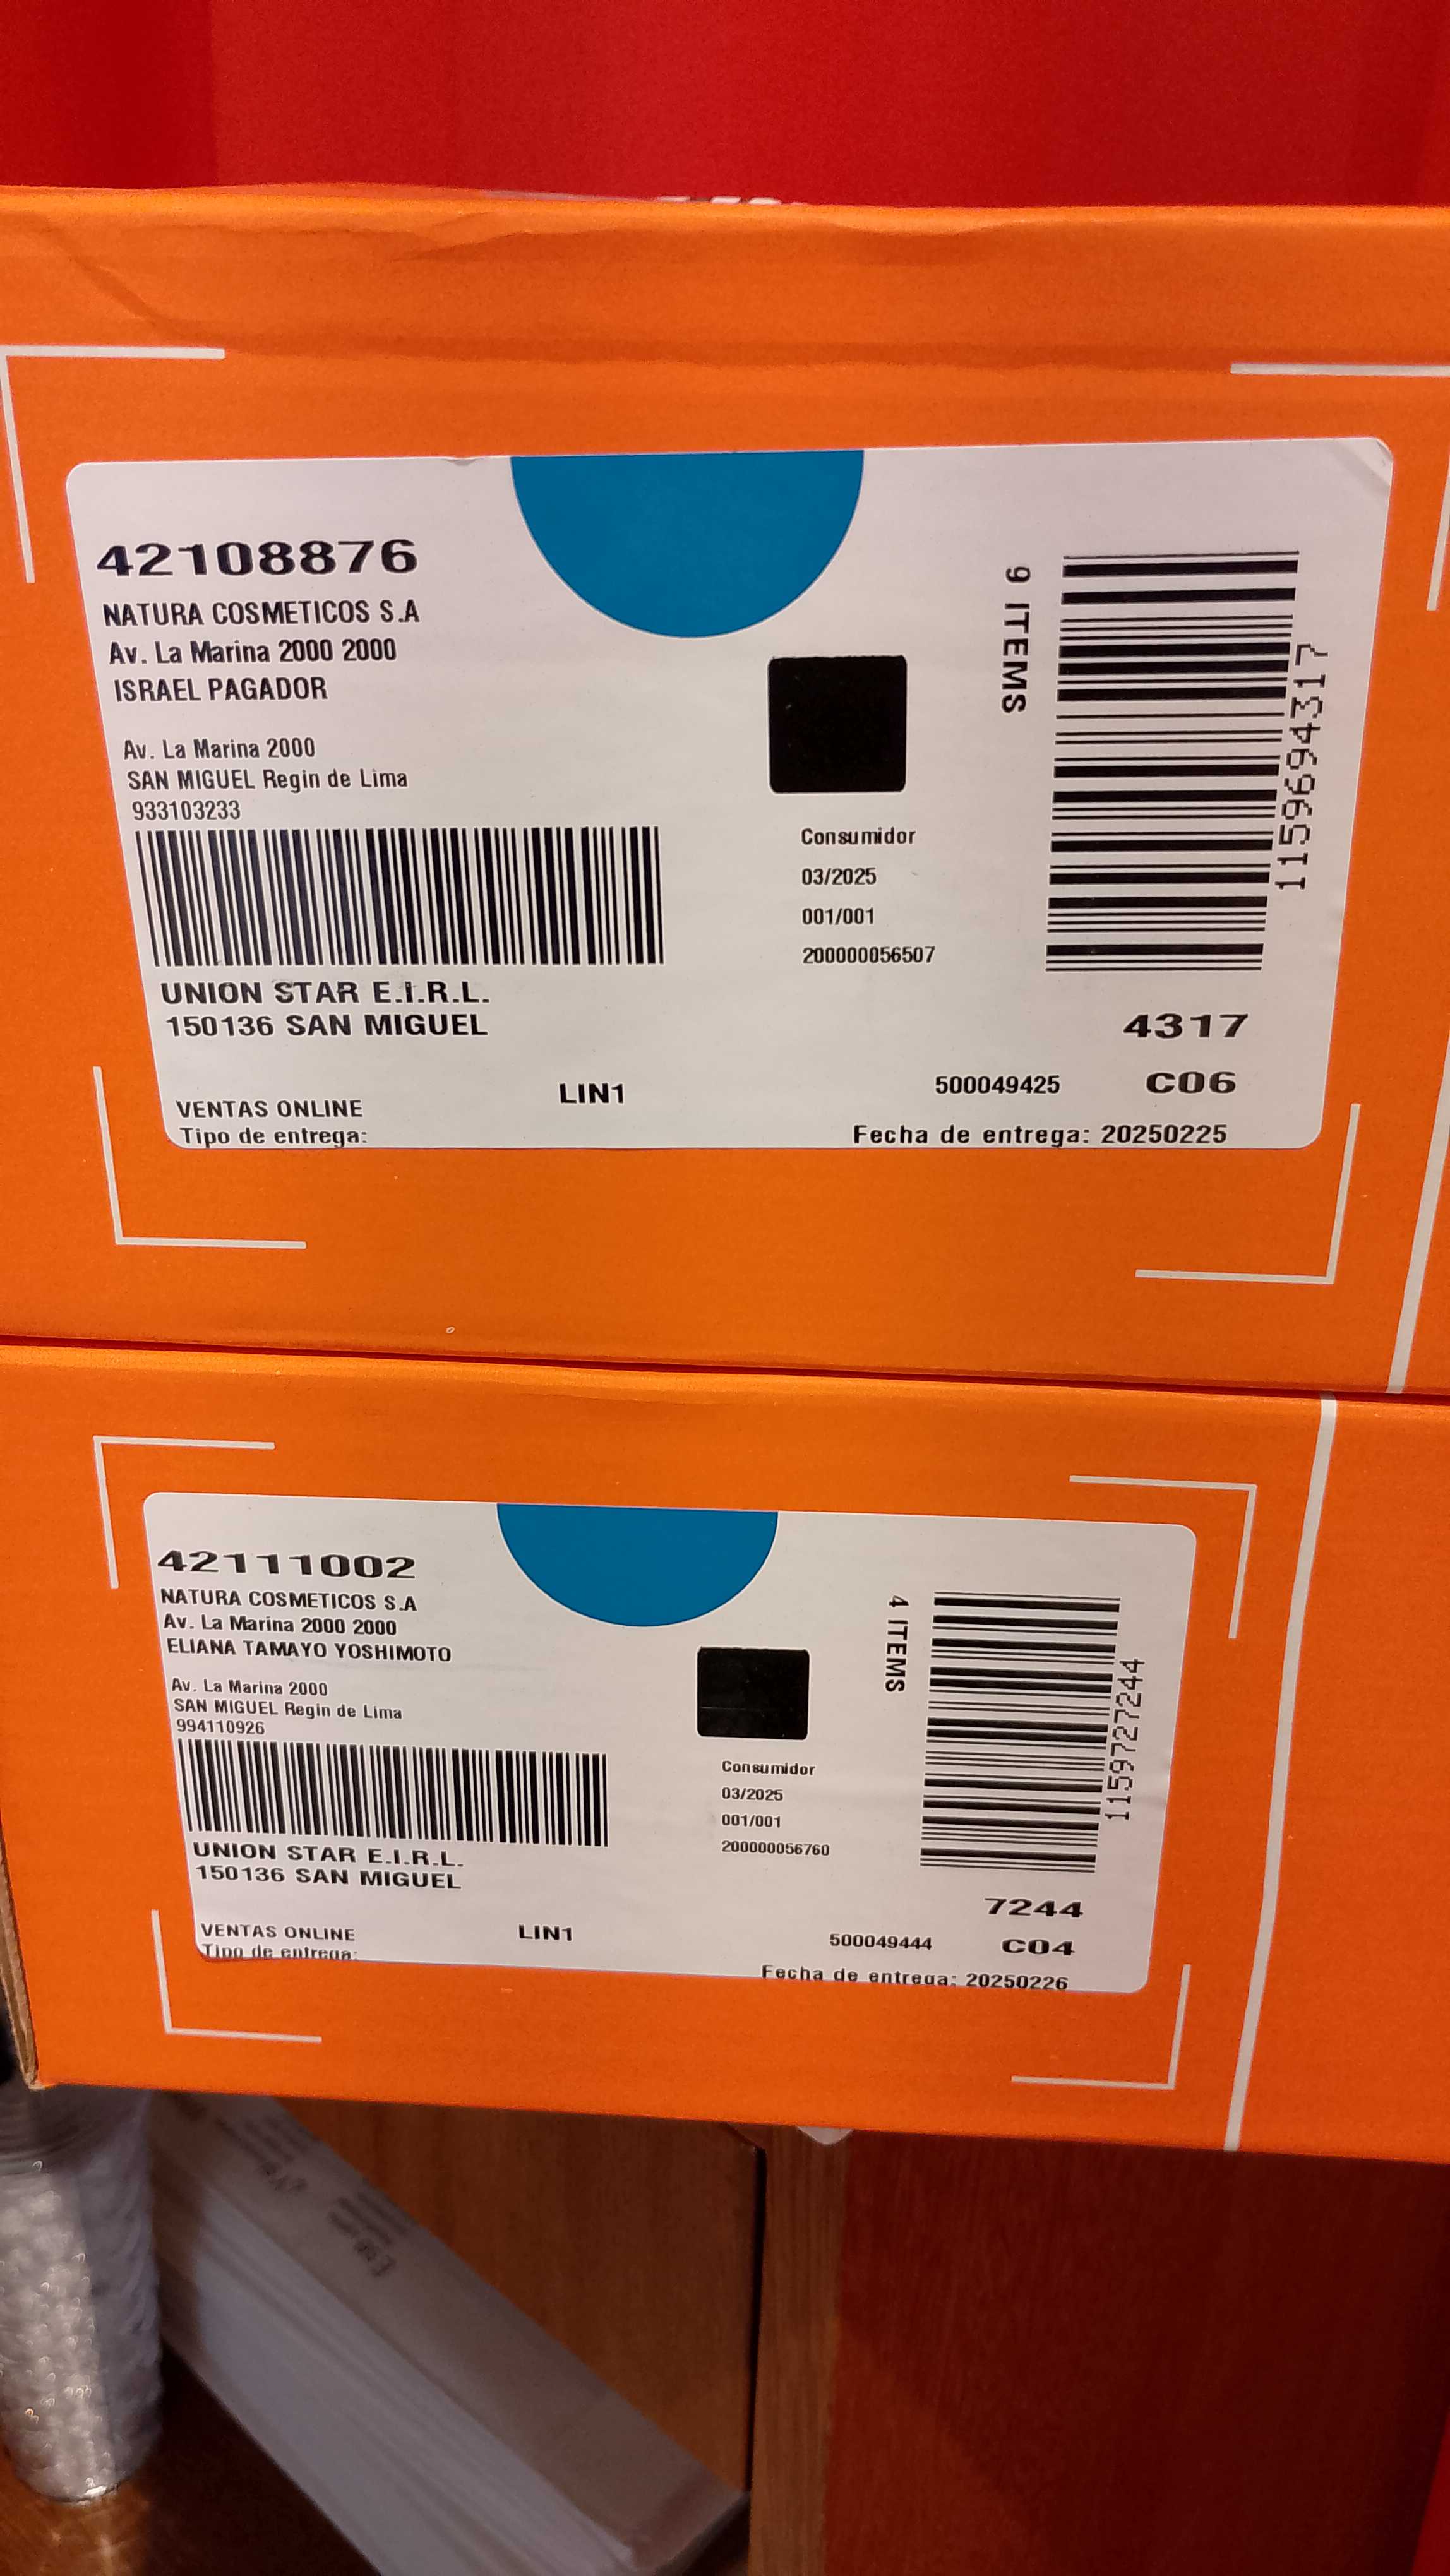 42108876
NATURA COSMETICOS S.A
Av. La Marina 2000 2000
ISRAEL PAGADOR
Av. La Marina 2000
SAN MIGUEL Regin de Lima
933103233
UNION STAR E.I.R.L.
150136 SAN MIGUEL
VENTAS ONLINE
Tipo de entrega:
LIN1
Consumidor
03/2025
001/001
200000056507
9 ITEMS
115969431​7
4317
500049425
C06
Fecha de entrega: 20250225
42111002
NATURA COSMETICOS S.A
Av. La Marina 2000 2000
ELIANA TAMAYO YOSHIMOTO
Av. La Marina 2000
SAN MIGUEL Regin de Lima
994110926
UNION STAR E.I.R.L.
150136 SAN MIGUEL
VENTAS ONLINE
Tipo de entrega:
LIN1
Consumidor
03/2025
001/001
200000056760
4 ITEMS
1159727244
7244
500049444
C04
Fecha de entrega: 20250226